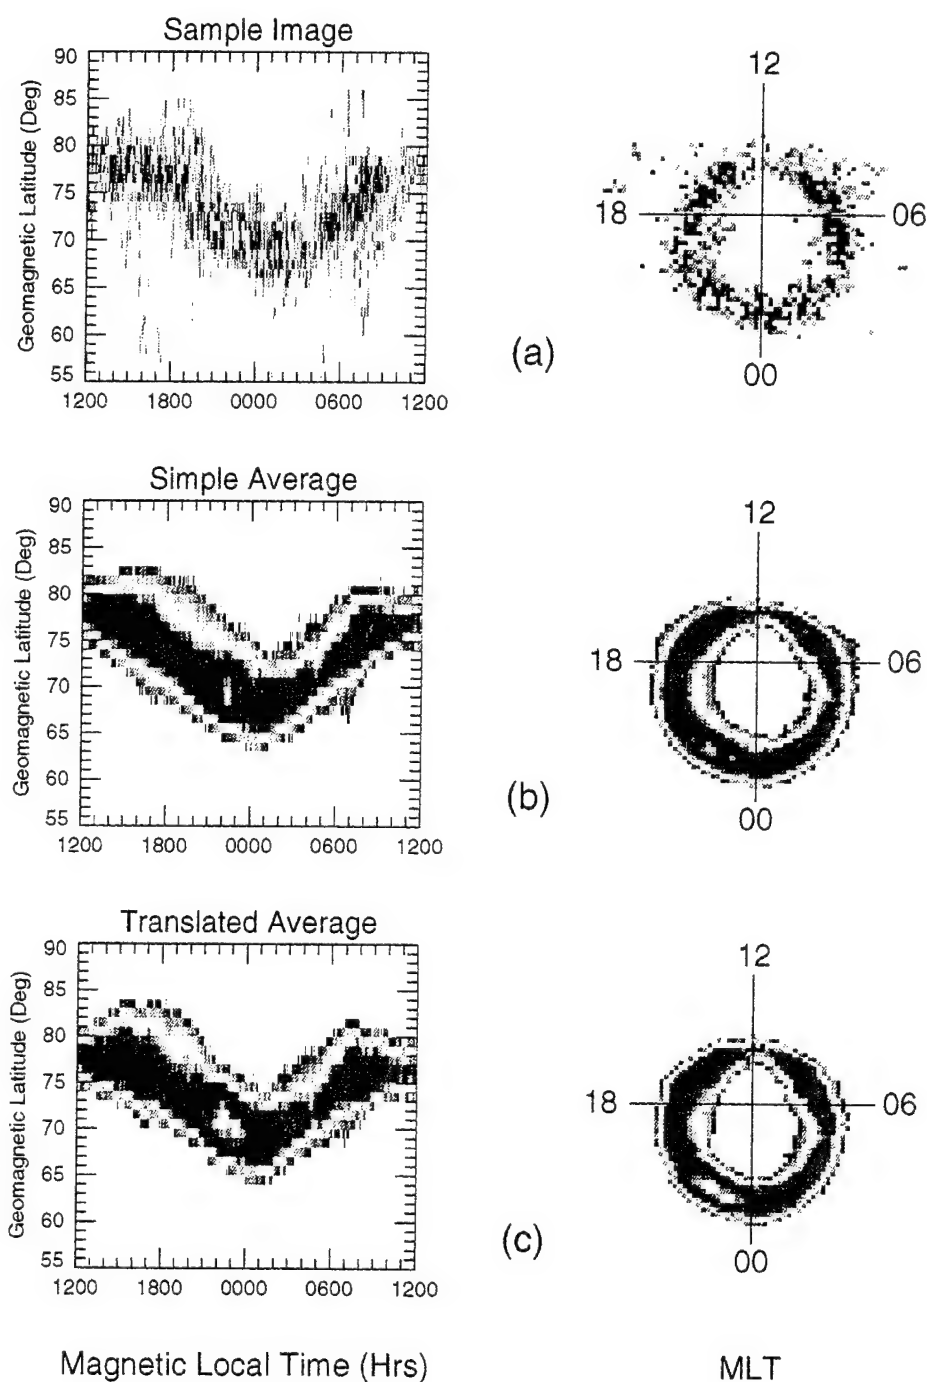 Sample Image
90
85
80
75
70
65
60
55
Geomagnetic Latitude (Deg)
1200 1800 0000 0600 1200
12
18
06
00
(a)
Simple Average
90
85
80
75
70
65
60
55
Geomagnetic Latitude (Deg)
1200 1800 0000 0600 1200
12
18
06
00
(b)
Translated Average
90
85
80
75
70
65
60
55
Geomagnetic Latitude (Deg)
1200 1800 0000 0600 1200
12
18
06
00
(c)
Magnetic Local Time (Hrs)
MLT